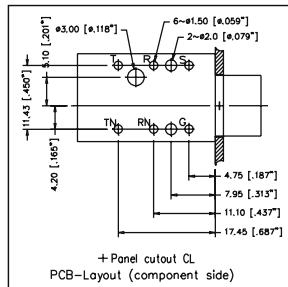 ø3,00 [ø,118"]
6~ø1.50 [ø.059"]
2~ø2.0 [ø,079"]
T R S
5.10 [.201"]
11,43 [.450"]
4.20 [.165"]
TN RN G
4.75 [.187"]
7.95 [.313"]
11.10 [.437"]
17.45 [.687"]
+ Panel cutout CL
PCB-Layout (component side)